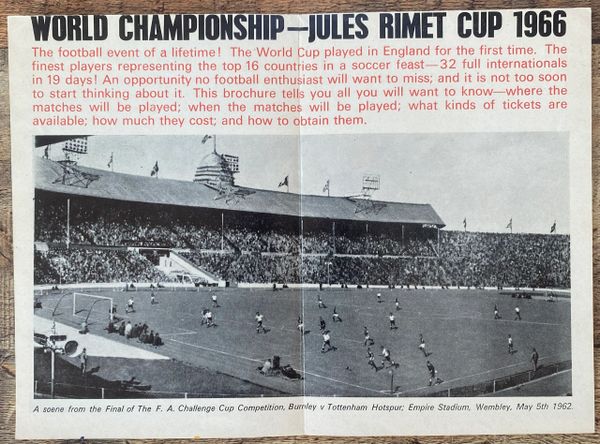 WORLD CHAMPIONSHIP—JULES RIMET CUP 1966
The football event of a lifetime! The World Cup played in England for the first time. The
finest players representing the top 16 countries in a soccer feast—32 full internationals
in 19 days! An opportunity no football enthusiast will want to miss; and it is not too soon
to start thinking about it. This brochure tells you all you will want to know—where the
matches will be played; when the matches will be played; what kinds of tickets are
available; how much they cost; and how to obtain them.
A scene from the Final of The F. A. Challenge Cup Competition, Burnley v Tottenham Hotspur; Empire Stadium, Wembley, May 5th 1962.